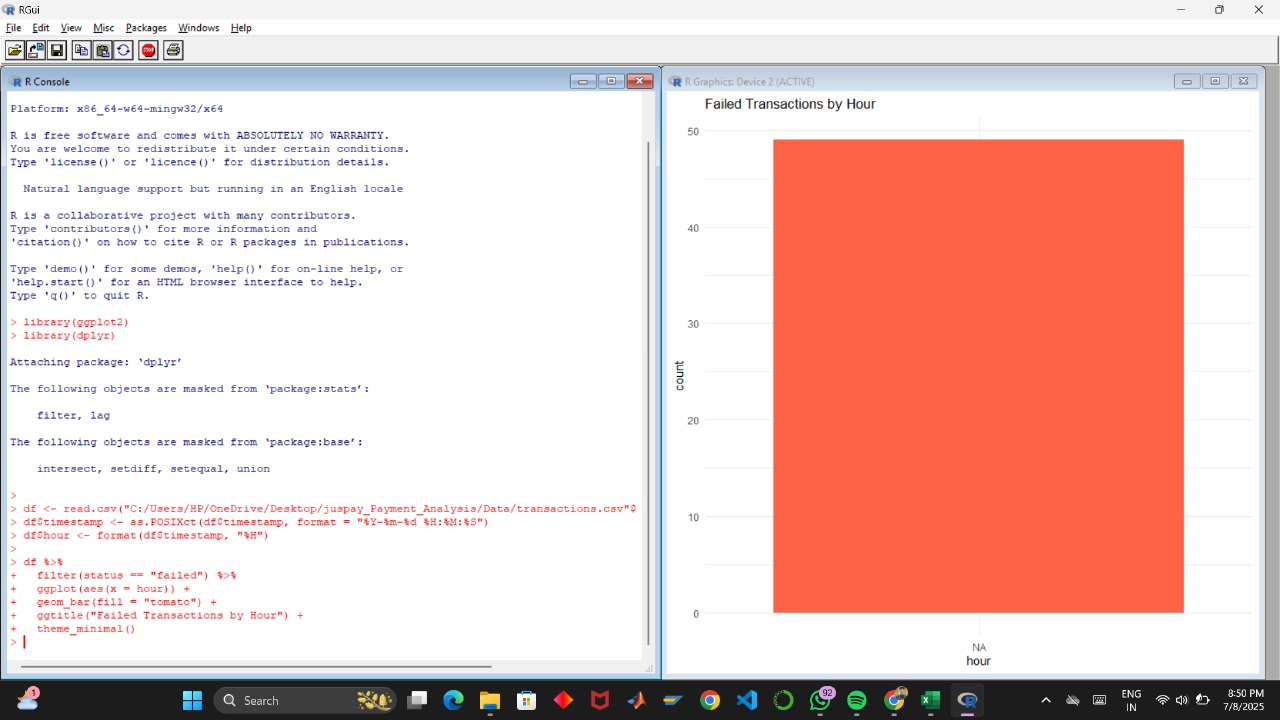 RGui
File Edit View Misc Packages Windows Help
STOP
R Console
Platform: x86_64-w64-mingw32/x64
R is free software and comes with ABSOLUTELY NO WARRANTY.
You are welcome to redistribute it under certain conditions.
Type 'license()' or 'licence()' for distribution details.
Natural language support but running in an English locale
R is a collaborative project with many contributors.
Type 'contributors()' for more information and
'citation()' on how to cite R or R packages in publications.
Type 'demo()' for some demos, 'help()' for on-line help, or
'help.start()' for an HTML browser interface to help.
Type 'q()' to quit R.
> library(ggplot2)
> library(dplyr)
Attaching package: ‘dplyr’
The following objects are masked from ‘package:stats’:
filter, lag
The following objects are masked from ‘package:base’:
intersect, setdiff, setequal, union
>
> df <- read.csv("C:/Users/HP/OneDrive/Desktop/juspay_Payment_Analysis/Data/transactions.csv"$
> df$timestamp <- as.POSIXct(df$timestamp, format = "%Y-%m-%d %H:%M:%S")
> df$hour <- format(df$timestamp, "%H")
>
> df %>%
+   filter(status == "failed") %>%
+   ggplot(aes(x = hour)) +
+   geom_bar(fill = "tomato") +
+   ggtitle("Failed Transactions by Hour") +
+   theme_minimal()
>
R Graphics: Device 2 (ACTIVE)
Failed Transactions by Hour
50
40
30
20
10
0
count
NA
hour
1
Search
92
ENG
IN
8:50 PM
7/8/2025